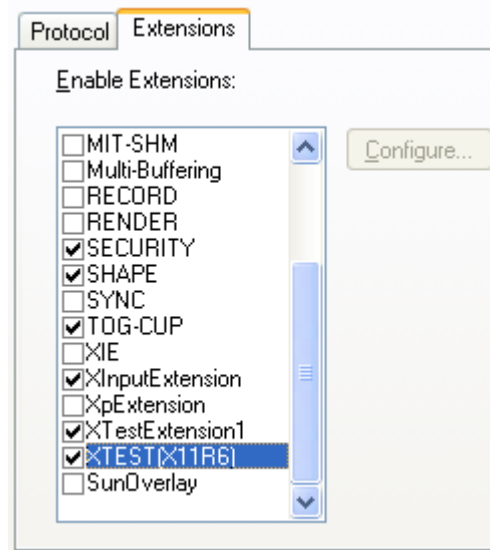 Protocol Extensions
Enable Extensions:
MIT-SHM
Configure...
Multi-Buffering
RECORD
RENDER
SECURITY
SHAPE
SYNC
TOG-CUP
XIE
XInputExtension
XpExtension
XTestExtension1
XTEST(X11R6)
SunOverlay